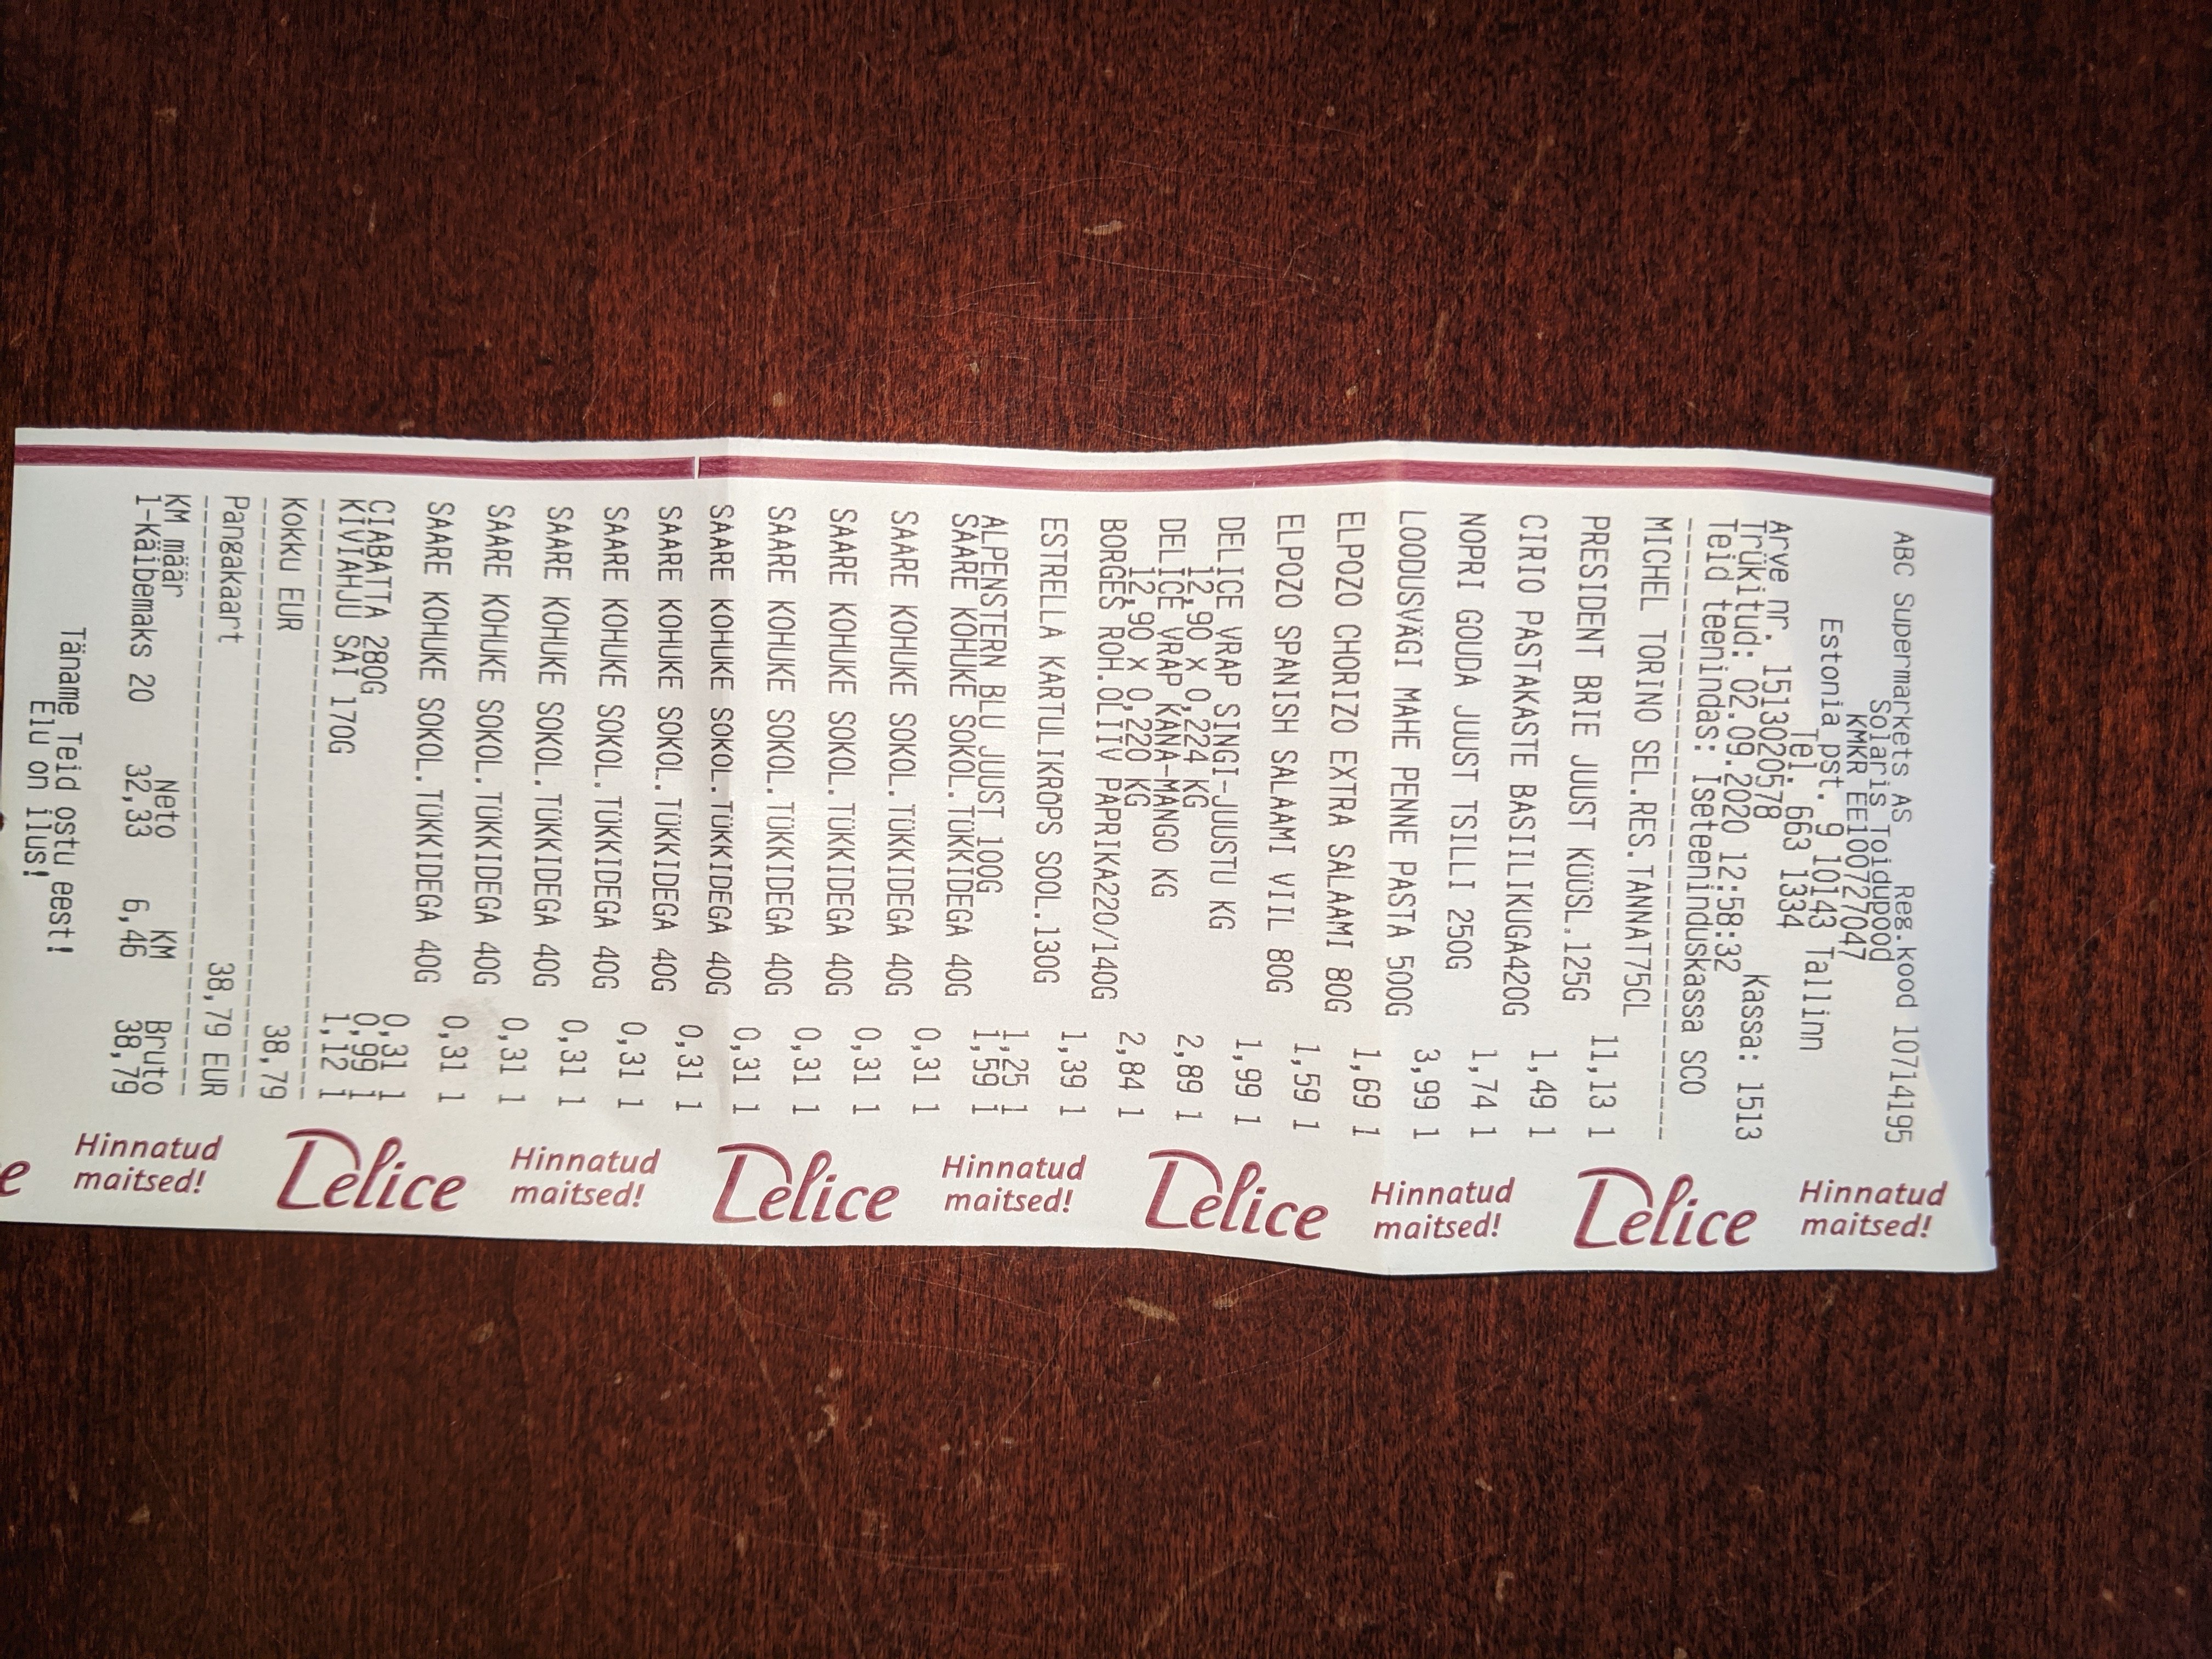 ABC Supermarkets AS Reg.kood 10714195
Solaris Toidupood
KMKR EE100727047
Estonia pst. 9 10143 Tallinn
Tel. 663 1334
Arve nr. 1513020578
Trükitud: 02.09.2020 12:58:32 Kassa: 1513
Teid teenindas: Iseteeninduskassa SCO
MICHEL TORINO SEL.RES.TANNAT75CL
11,13 1
PRESIDENT BRIE JUUST KÜÜSL.125G
1,49 1
CIRIO PASTAKASTE BASIILIKUGA420G
1,74 1
NOPRI GOUDA JUUST TSILLI 250G
3,99 1
LOODUSVÄGI MAHE PENNE PASTA 500G
1,69 1
ELPOZO CHORIZO EXTRA SALAAMI 80G
1,59 1
ELPOZO SPANISH SALAAMI VIIL 80G
1,99 1
DELICE VRAP SINGI-JUUSTU KG
12,90 X 0,224 KG 2,89 1
DELICE VRAP KANA-MANGO KG
12,90 X 0,220 KG 2,84 1
BORGES ROH.OLIIV PAPRIKA220/140G
1,39 1
ESTRELLA KARTULIKRÕPS SOOL.130G
1,25 1
ALPENSTERN BLU JUUST 100G 1,59 1
SAARE KOHUKE SOKOL.TÜKKIDEGA 40G
0,31 1
SAARE KOHUKE SOKOL.TÜKKIDEGA 40G
0,31 1
SAARE KOHUKE SOKOL.TÜKKIDEGA 40G
0,31 1
SAARE KOHUKE SOKOL.TÜKKIDEGA 40G
0,31 1
SAARE KOHUKE SOKOL.TÜKKIDEGA 40G
0,31 1
SAARE KOHUKE SOKOL.TÜKKIDEGA 40G
0,31 1
SAARE KOHUKE SOKOL.TÜKKIDEGA 40G
0,31 1
SAARE KOHUKE SOKOL.TÜKKIDEGA 40G
0,31 1
SAARE KOHUKE SOKOL.TÜKKIDEGA 40G
0,31 1
SAARE KOHUKE SOKOL.TÜKKIDEGA 40G
0,31 1
CIABATTA 280G 0,99 1
KIVIAHJU SAI 170G 1,12 1
Kokku EUR 38,79
Pangakaart 38,79 EUR
KM määr Neto KM Bruto
1-Käibemaks 20 32,33 6,46 38,79
Täname Teid ostu eest!
Elu on ilus!
Hinnatud
maitsed!
Delice
Hinnatud
maitsed!
Delice
Hinnatud
maitsed!
Delice
Hinnatud
maitsed!
Delice
Hinnatud
maitsed!